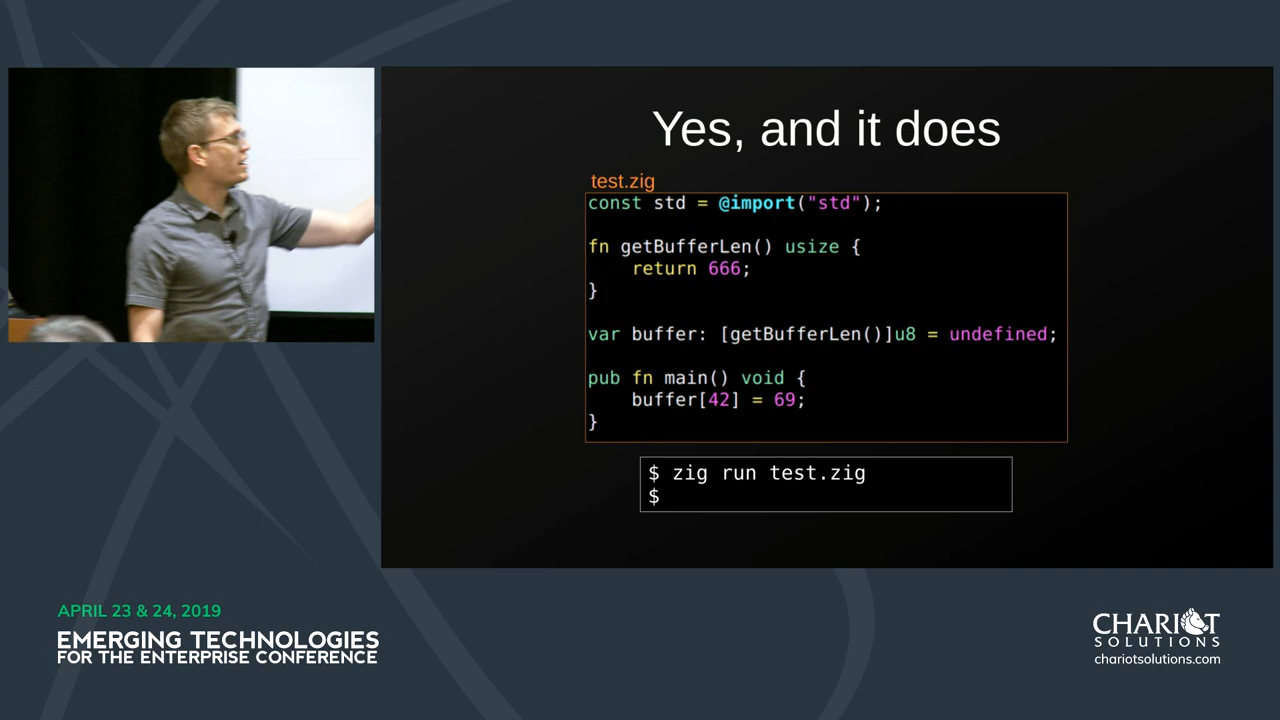 Yes, and it does
test.zig
const std = @import("std");
fn getBufferLen() usize {
    return 666;
}
var buffer: [getBufferLen()]u8 = undefined;
pub fn main() void {
    buffer[42] = 69;
}
$ zig run test.zig
$
APRIL 23 & 24, 2019
EMERGING TECHNOLOGIES
FOR THE ENTERPRISE CONFERENCE
CHARIOT
SOLUTIONS
chariotsolutions.com